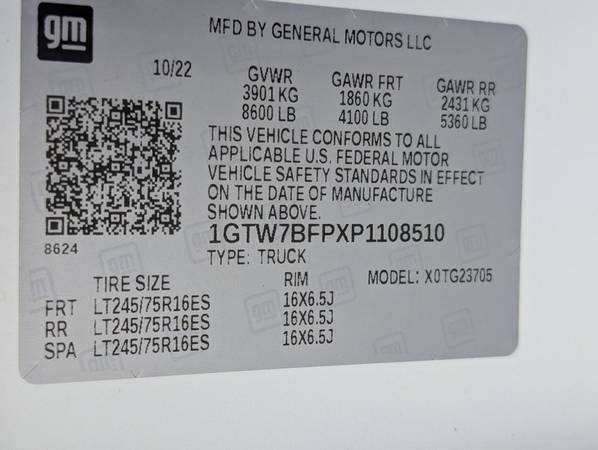 gm
MFD BY GENERAL MOTORS LLC
10/22
GVWR GAWR FRT GAWR RR
3901 KG 1860 KG 2431 KG
8600 LB 4100 LB 5360 LB
THIS VEHICLE CONFORMS TO ALL
APPLICABLE U.S. FEDERAL MOTOR
VEHICLE SAFETY STANDARDS IN EFFECT
ON THE DATE OF MANUFACTURE
SHOWN ABOVE.
8624
1GTW7BFPXP1108510
TYPE: TRUCK
TIRE SIZE RIM MODEL: X0TG23705
FRT LT245/75R16ES 16X6.5J
RR LT245/75R16ES 16X6.5J
SPA LT245/75R16ES 16X6.5J